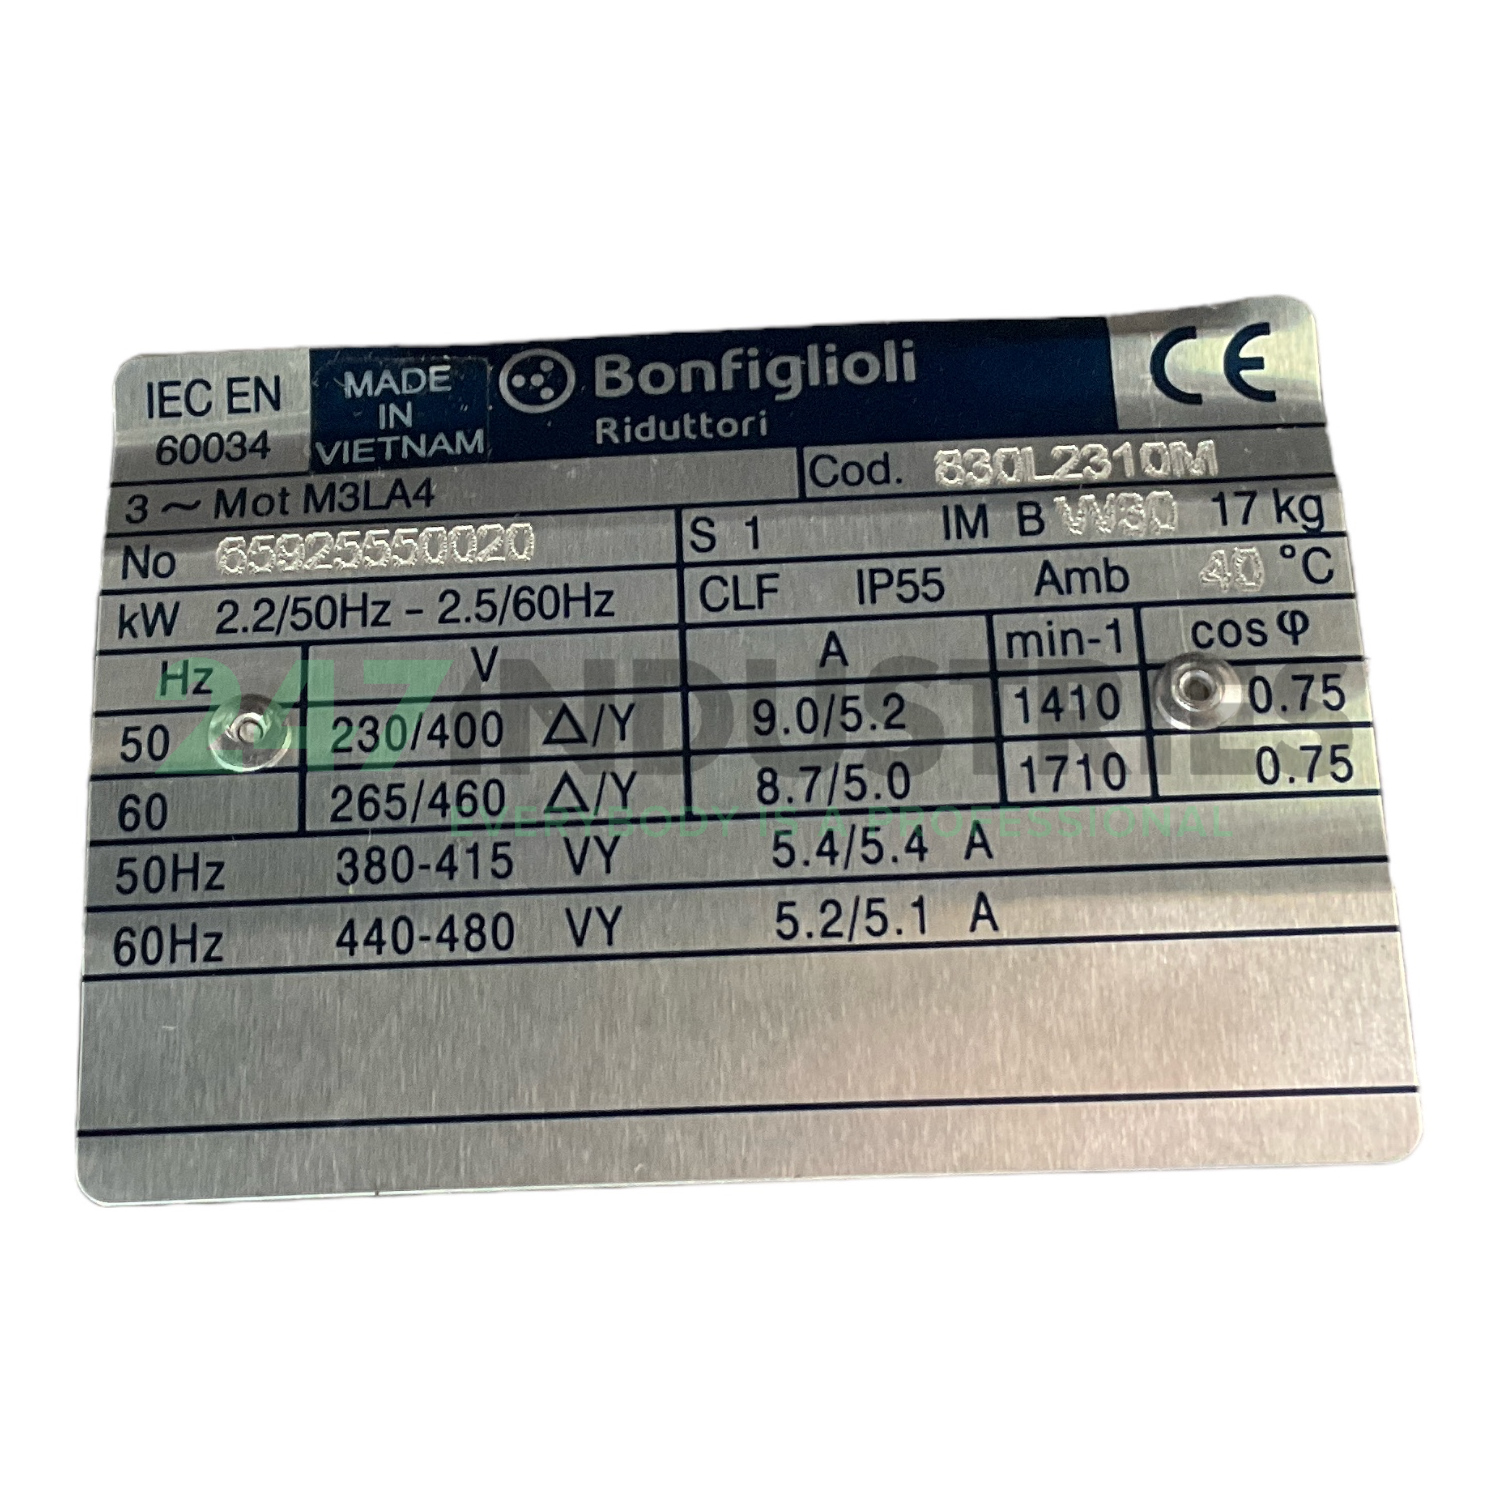 IEC EN
60034
MADE
IN
VIETNAM
Bonfiglioli
Riduttori
CE
3 ~ Mot M3LA4
Cod. 830L2310M
No 65925550020
S 1 IM B W30 17 kg
kW 2.2/50Hz - 2.5/60Hz
CLF IP55 Amb 40 °C
Hz V A min-1 cos φ
50 230/400 Δ/Y 9.0/5.2 1410 0.75
60 265/460 Δ/Y 8.7/5.0 1710 0.75
50Hz 380-415 VY 5.4/5.4 A
60Hz 440-480 VY 5.2/5.1 A
247 INDUSTRIES
EVERYBODY IS A PROFESSIONAL